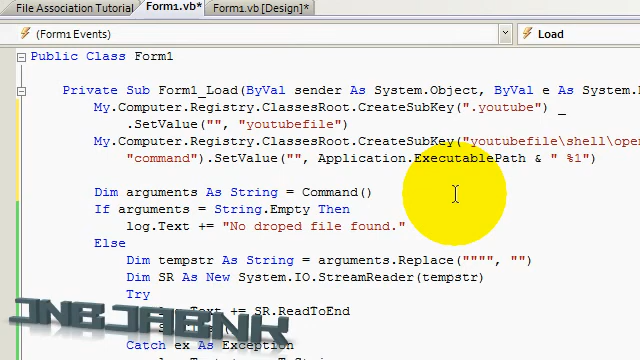 File Association Tutorial Form1.vb* Form1.vb [Design]*
(Form1 Events) Load
Public Class Form1
Private Sub Form1_Load(ByVal sender As System.Object, ByVal e As System.
My.Computer.Registry.ClassesRoot.CreateSubKey(".youtube") _
.SetValue("", "youtubefile")
My.Computer.Registry.ClassesRoot.CreateSubKey("youtubefile\shell\open
"command").SetValue("", Application.ExecutablePath & " %1")
Dim arguments As String = Command()
If arguments = String.Empty Then
log.Text += "No droped file found."
Else
Dim tempstr As String = arguments.Replace("""", "")
Dim SR As New System.IO.StreamReader(tempstr)
Try
+= SR.ReadToEnd
JNBJABNK
Catch ex As Exception